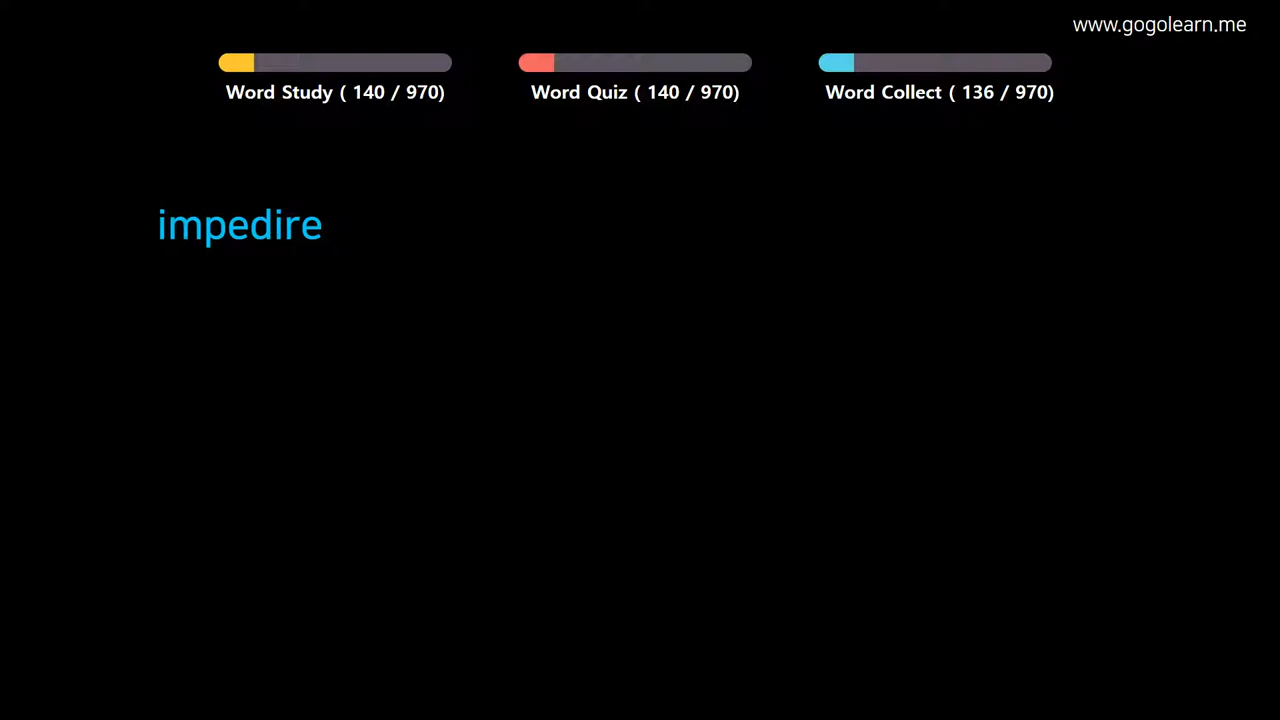 www.gogolearn.me
Word Study ( 140 / 970)
Word Quiz ( 140 / 970)
Word Collect ( 136 / 970)
impedire